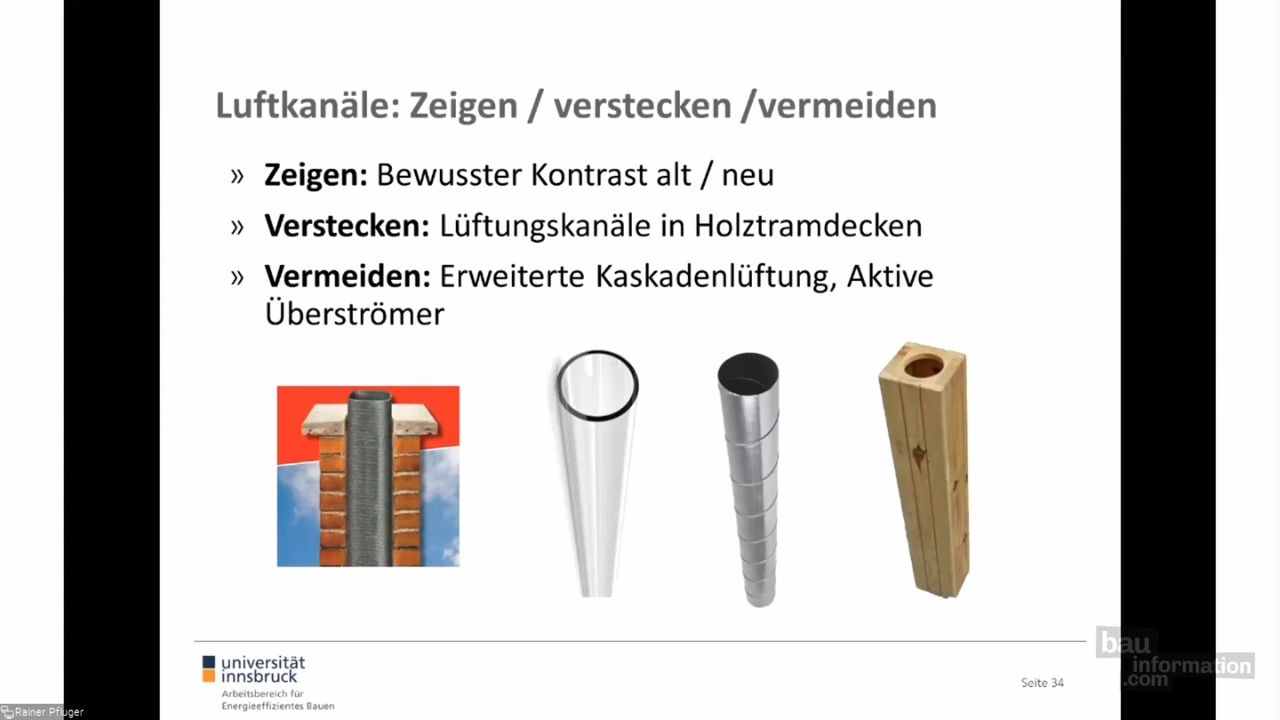 Luftkanäle: Zeigen / verstecken /vermeiden
» Zeigen: Bewusster Kontrast alt / neu
» Verstecken: Lüftungskanäle in Holztramdecken
» Vermeiden: Erweiterte Kaskadenlüftung, Aktive
Überströmer
universität
innsbruck
Arbeitsbereich für
Energieeffizientes Bauen
Seite 34
bau
information
.com
Rainer Pfluger